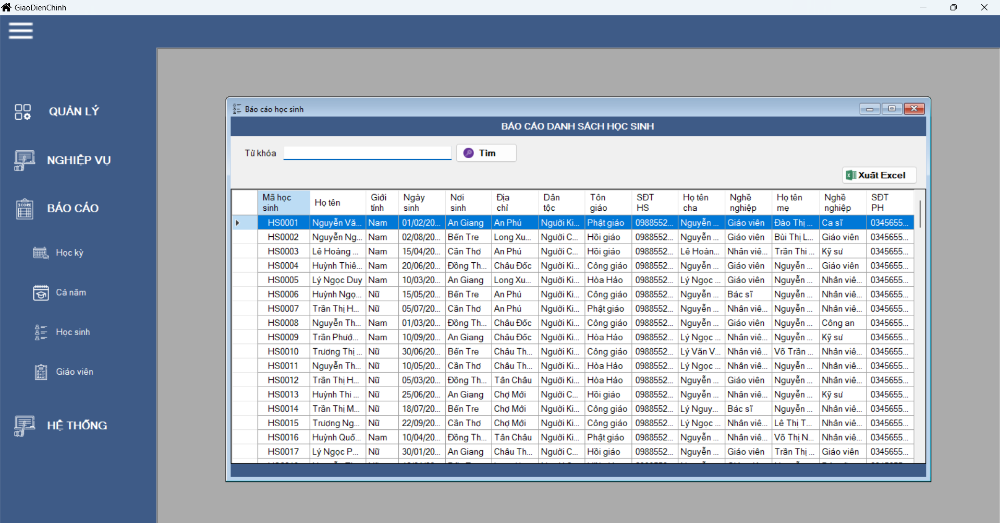 GiaoDienChinh
QUẢN LÝ
NGHIỆP VỤ
BÁO CÁO
Học kỳ
Cả năm
Học sinh
Giáo viên
HỆ THỐNG
Báo cáo học sinh
BÁO CÁO DANH SÁCH HỌC SINH
Từ khóa
Tìm
Xuất Excel
Mã học sinh Họ tên Giới tính Ngày sinh Nơi sinh Địa chỉ Dân tộc Tôn giáo SĐT HS Họ tên cha Nghề nghiệp Họ tên mẹ Nghề nghiệp SĐT PH
HS0001 Nguyễn Vă... Nam 01/02/20... An Giang An Phú Người Ki... Phật giáo 0988552... Nguyễn ... Giáo viên Đào Thị ... Ca sĩ 0345655...
HS0002 Nguyễn Ng... Nam 02/08/20... Bến Tre Long Xu... Người C... Hồi giáo 0988552... Nguyễn ... Giáo viên Bùi Thị L... Giáo viên 0345655...
HS0003 Lê Hoàng ... Nam 15/04/20... Cần Thơ An Phú Người C... Hồi giáo 0988552... Lê Hoàn... Nhân viê... Trần Thi ... Kỹ sư 0345655...
HS0004 Huỳnh Thiê... Nam 20/06/20... Đồng Th... Châu Đốc Người Ki... Công giáo 0988552... Nguyễn ... Giáo viên Nguyễn ... Giáo viên 0345655...
HS0005 Lý Ngọc Duy Nam 10/03/20... An Giang Long Xu... Người Ki... Hòa Hảo 0988552... Lý Ngọc ... Giáo viên Nguyễn ... Nhân viê... 0345655...
HS0006 Huỳnh Ngọ... Nữ 15/05/20... Bến Tre An Phú Người Ki... Công giáo 0988552... Nguyễn ... Bác sĩ Nguyễn ... Nhân viê... 0345655...
HS0007 Trần Thị H... Nữ 05/07/20... Cần Thơ An Phú Người Ki... Phật giáo 0988552... Nguyễn ... Nhân viê... Nguyễn ... Nhân viê... 0345655...
HS0008 Nguyễn Th... Nam 01/03/20... Đồng Th... Châu Đốc Người Ki... Công giáo 0988552... Nguyễn ... Giáo viên Nguyễn ... Công an 0345655...
HS0009 Trần Phướ... Nam 10/09/20... An Giang Châu Đốc Người Ki... Hòa Hảo 0988552... Lý Ngọc ... Nhân viê... Nguyễn ... Kỹ sư 0345655...
HS0010 Trương Thị ... Nữ 30/06/20... Bến Tre Châu Th... Người Ki... Công giáo 0988552... Lý Văn V... Nhân viê... Võ Trần ... Nhân viê... 0345655...
HS0011 Nguyễn Th... Nữ 10/05/20... Cần Thơ Châu Th... Người Ki... Hòa Hảo 0988552... Lý Ngọc ... Nhân viê... Nguyễn ... Nhân viê... 0345655...
HS0012 Trần Thị H... Nữ 05/03/20... Đồng Th... Tân Châu Người Ki... Hòa Hảo 0988552... Nguyễn ... Giáo viên Nguyễn ... Nhân viê... 0345655...
HS0013 Huỳnh Thi ... Nữ 25/06/20... An Giang Chợ Mới Người C... Hồi giáo 0988552... Nguyễn ... Nhân viê... Nguyễn ... Kỹ sư 0345655...
HS0014 Trần Thị M... Nữ 18/07/20... Bến Tre Chợ Mới Người Ki... Công giáo 0988552... Lý Nguy... Bác sĩ Nguyễn ... Nhân viê... 0345655...
HS0015 Trương Ng... Nữ 22/09/20... Cần Thơ Chợ Mới Người Ki... Công giáo 0988552... Lý Ngọc ... Nhân viê... Lê Thị T... Nhân viê... 0345655...
HS0016 Huỳnh Quố... Nam 10/04/20... Đồng Th... Tân Châu Người Ki... Phật giáo 0988552... Nguyễn ... Nhân viê... Võ Thị N... Nhân viê... 0345655...
HS0017 Lý Ngọc P... Nữ 30/01/20... An Giang Châu Th... Người C... Hồi giáo 0988552... Nguyễn ... Giáo viên Trần Thị ... Giáo viên 0345655...